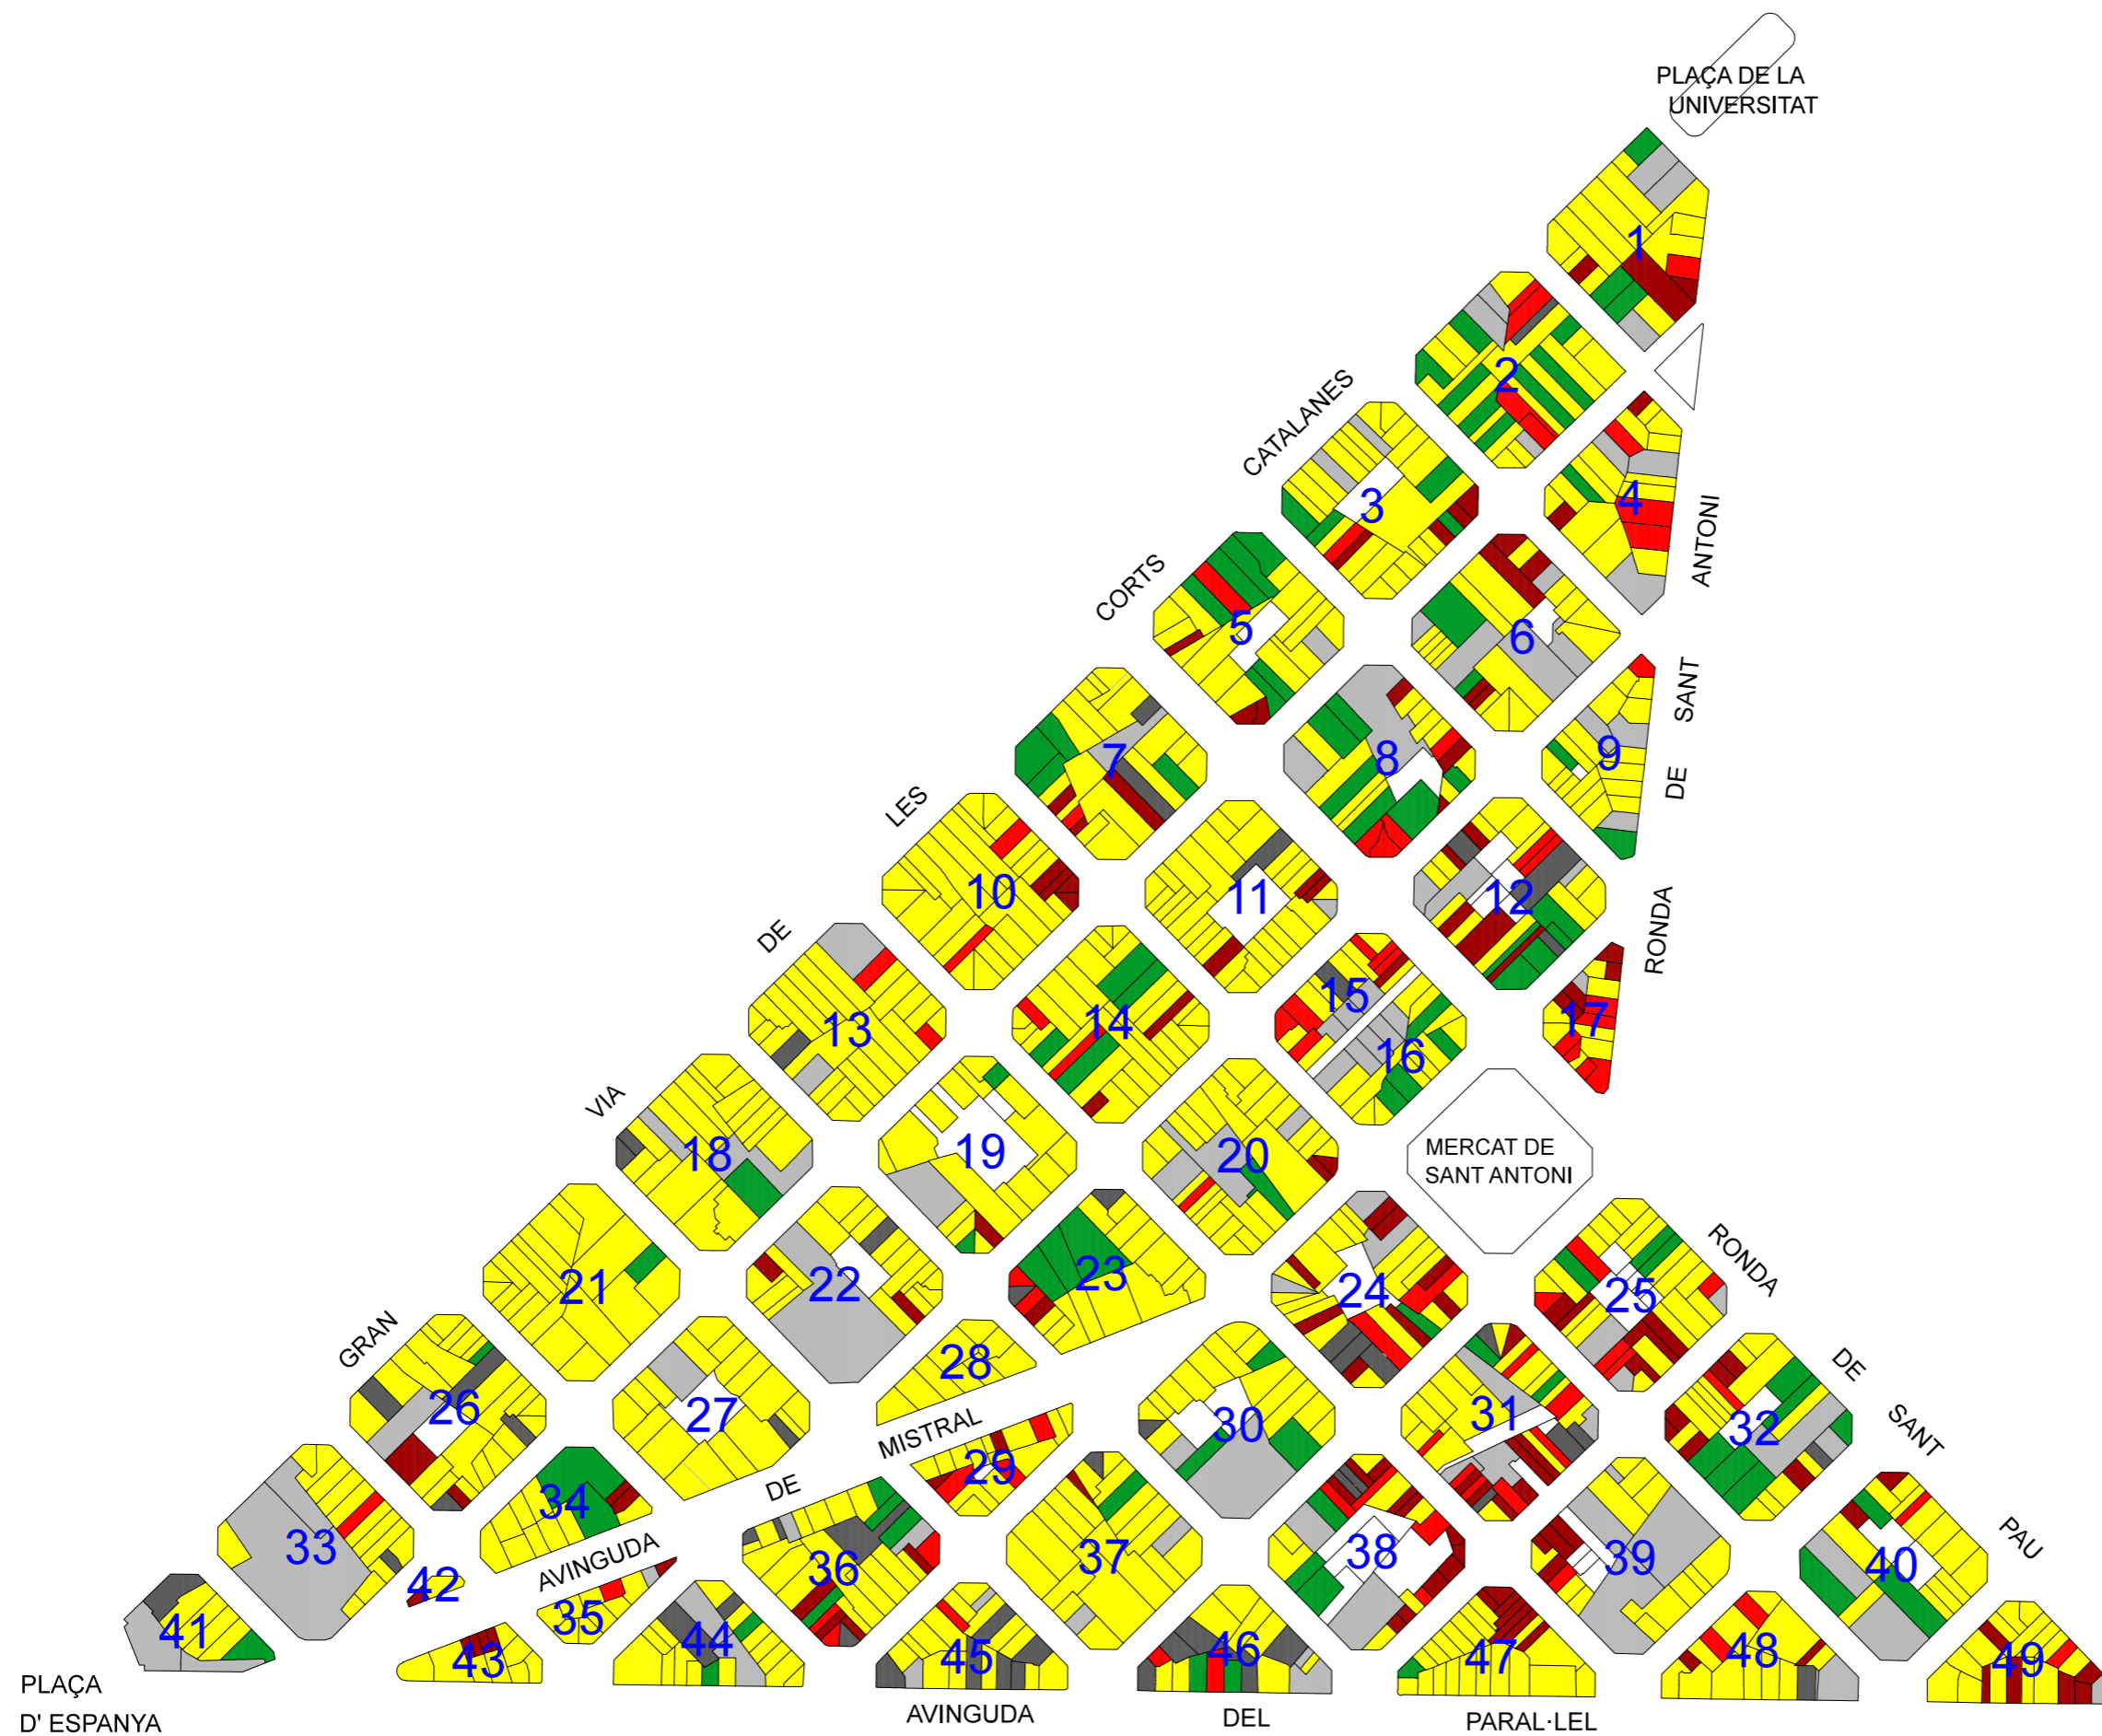 PLAÇA DE LA
UNIVERSITAT
1
2
CATALANES
3
4
ANTONI
CORTS
5
6
SANT
7
8
9
DE
LES
10
11
12
RONDA
DE
13
14
15
16
17
VIA
18
19
20
MERCAT DE
SANT ANTONI
21
22
23
24
25
RONDA
GRAN
26
27
28
30
31
32
DE
SANT
MISTRAL
29
DE
33
34
AVINGUDA
36
37
38
39
40
PAU
42
41
35
43
44
45
46
47
48
49
PLAÇA
D' ESPANYA
AVINGUDA
DEL
PARAL·LEL